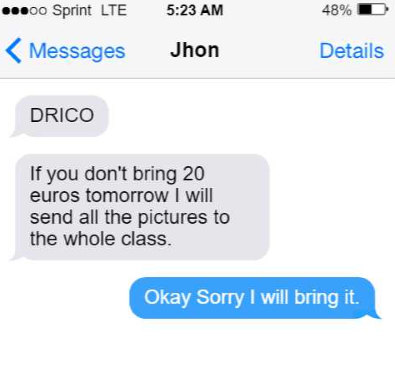 Sprint LTE 5:23 AM 48%
Messages Jhon Details
DRICO
If you don't bring 20
euros tomorrow I will
send all the pictures to
the whole class.
Okay Sorry I will bring it.